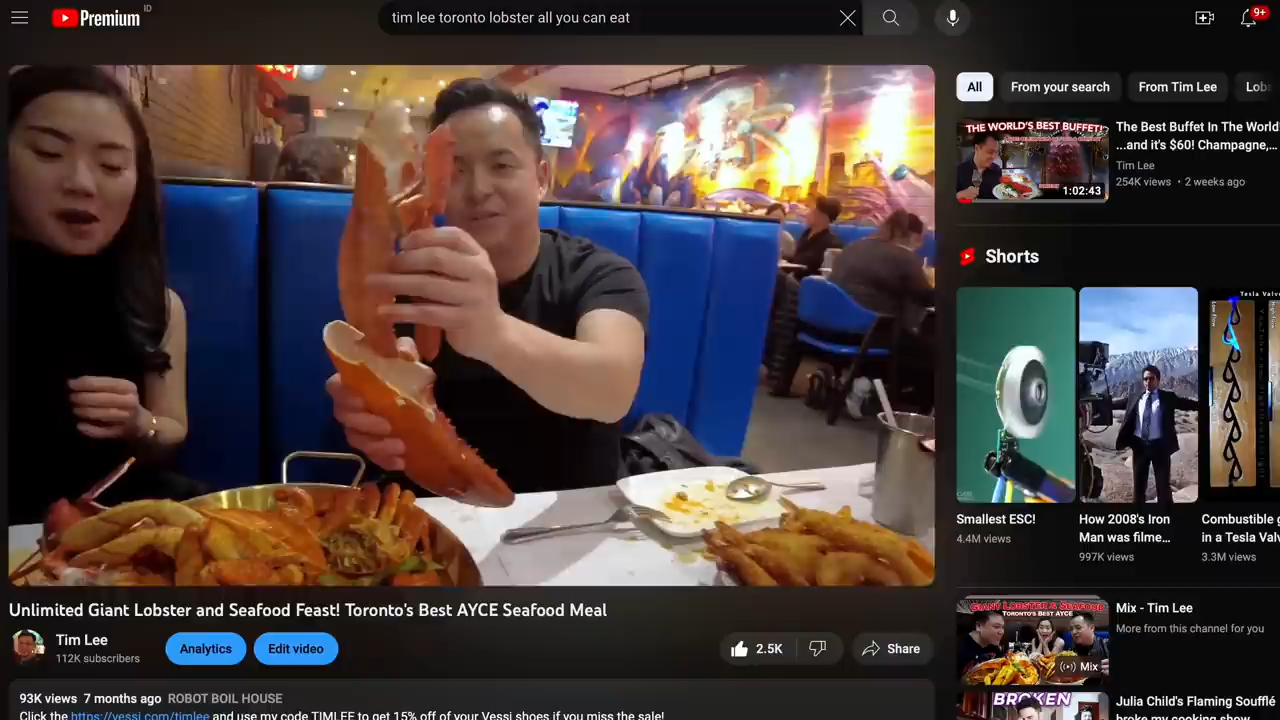 Premium ID
tim lee toronto lobster all you can eat
9+
All
From your search
From Tim Lee
Lobs
THE WORLD'S BEST BUFFET!
1:02:43
The Best Buffet In The World
...and it's $60! Champagne,...
Tim Lee
254K views • 2 weeks ago
Shorts
Tesla Valv
Smallest ESC!
4.4M views
How 2008's Iron
Man was filme...
997K views
Combustible g
in a Tesla Valv
3.3M views
Unlimited Giant Lobster and Seafood Feast! Toronto's Best AYCE Seafood Meal
Tim Lee
112K subscribers
Analytics
Edit video
2.5K
Share
GIANT LOBSTER & SEAFOOD
TORONTO'S BEST AYCE
Mix
Mix - Tim Lee
More from this channel for you
93K views 7 months ago ROBOT BOIL HOUSE
Click the https://vessi.com/timlee and use my code TIMLEE to get 15% off of your Vessi shoes if you miss the sale!
BROKEN
Julia Child's Flaming Soufflé
broke my cooking show